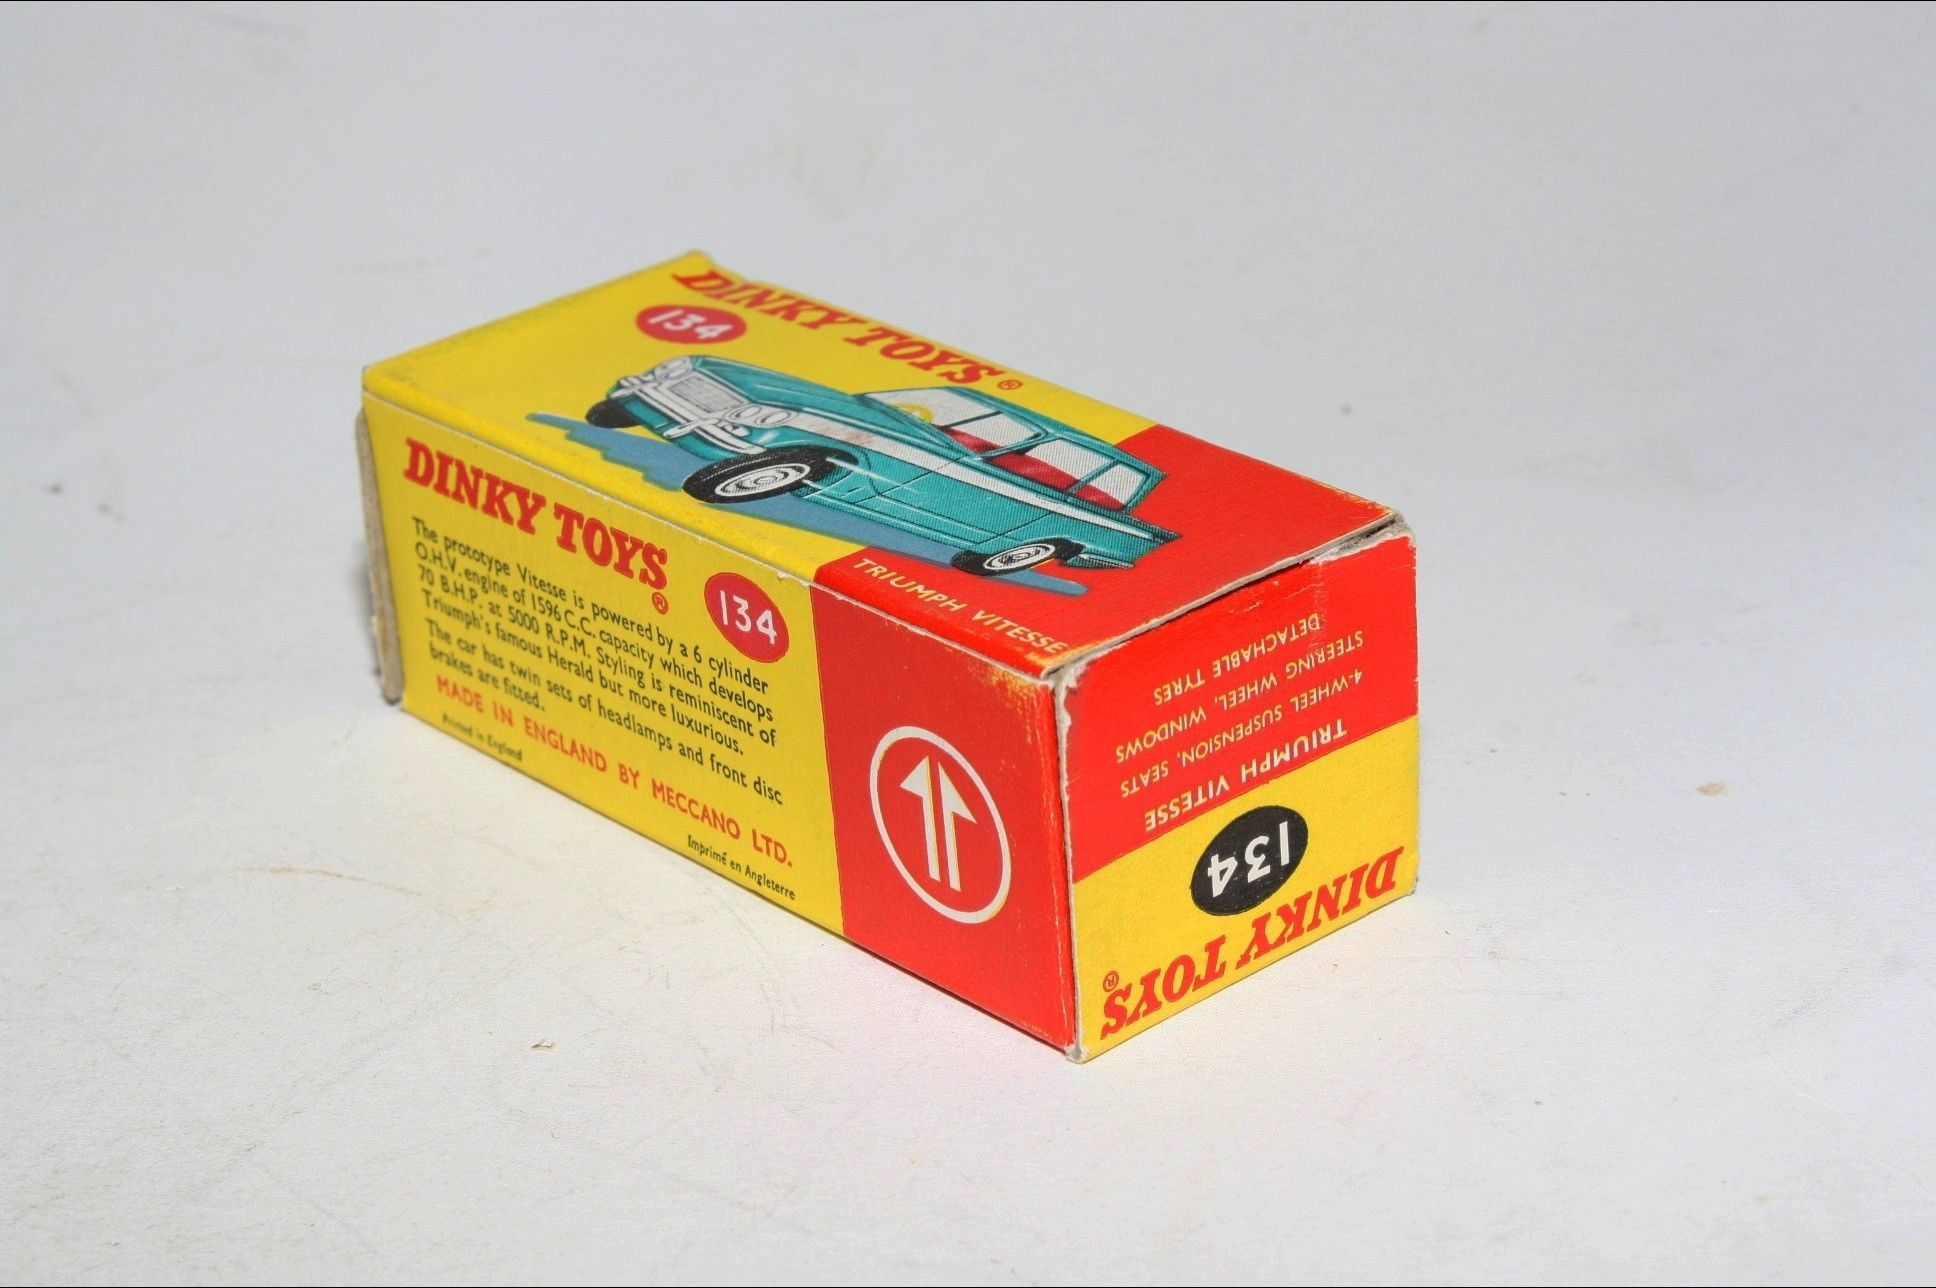 DINKY TOYS®
134
TRIUMPH VITESSE
DINKY TOYS®
134
The prototype Vitesse is powered by a 6 cylinder
O.H.V. engine of 1596 C.C. capacity which develops
70 B.H.P. at 5000 R.P.M. Styling is reminiscent of
Triumph's famous Herald but more luxurious.
The car has twin sets of headlamps and front disc
brakes are fitted.
MADE IN ENGLAND BY MECCANO LTD.
Printed in England
Imprimé en Angleterre
DINKY TOYS®
134
TRIUMPH VITESSE
4-WHEEL SUSPENSION, SEATS
STEERING WHEEL, WINDOWS
DETACHABLE TYRES